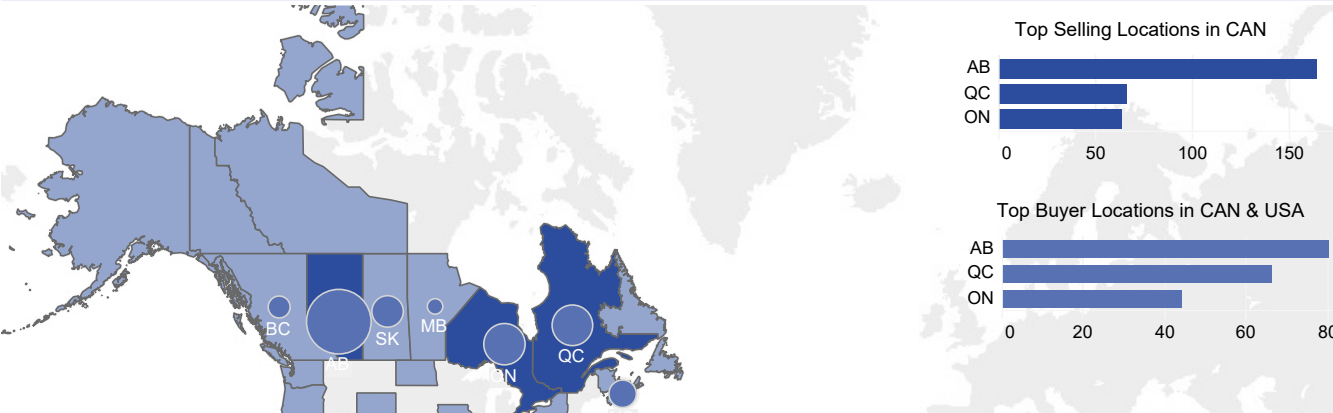 Top Selling Locations in CAN
AB
QC
ON
0 50 100 150
Top Buyer Locations in CAN & USA
AB
QC
ON
0 20 40 60 80
BC
AB
SK
MB
ON
QC